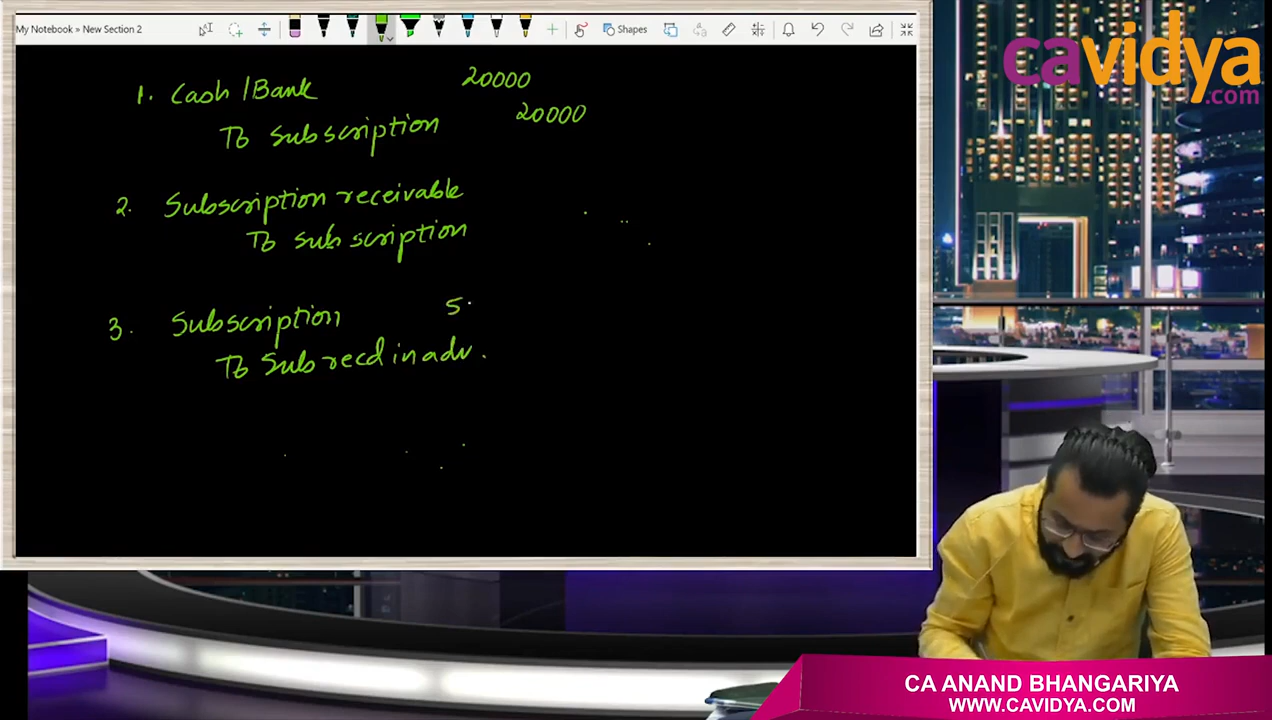 My Notebook » New Section 2
Shapes
cavidya
.com
1. Cash / Bank 20000
To Subscription 20000
2. Subscription receivable
To subscription
3. Subscription 5
To Sub recd in adv.
CA ANAND BHANGARIYA
WWW.CAVIDYA.COM